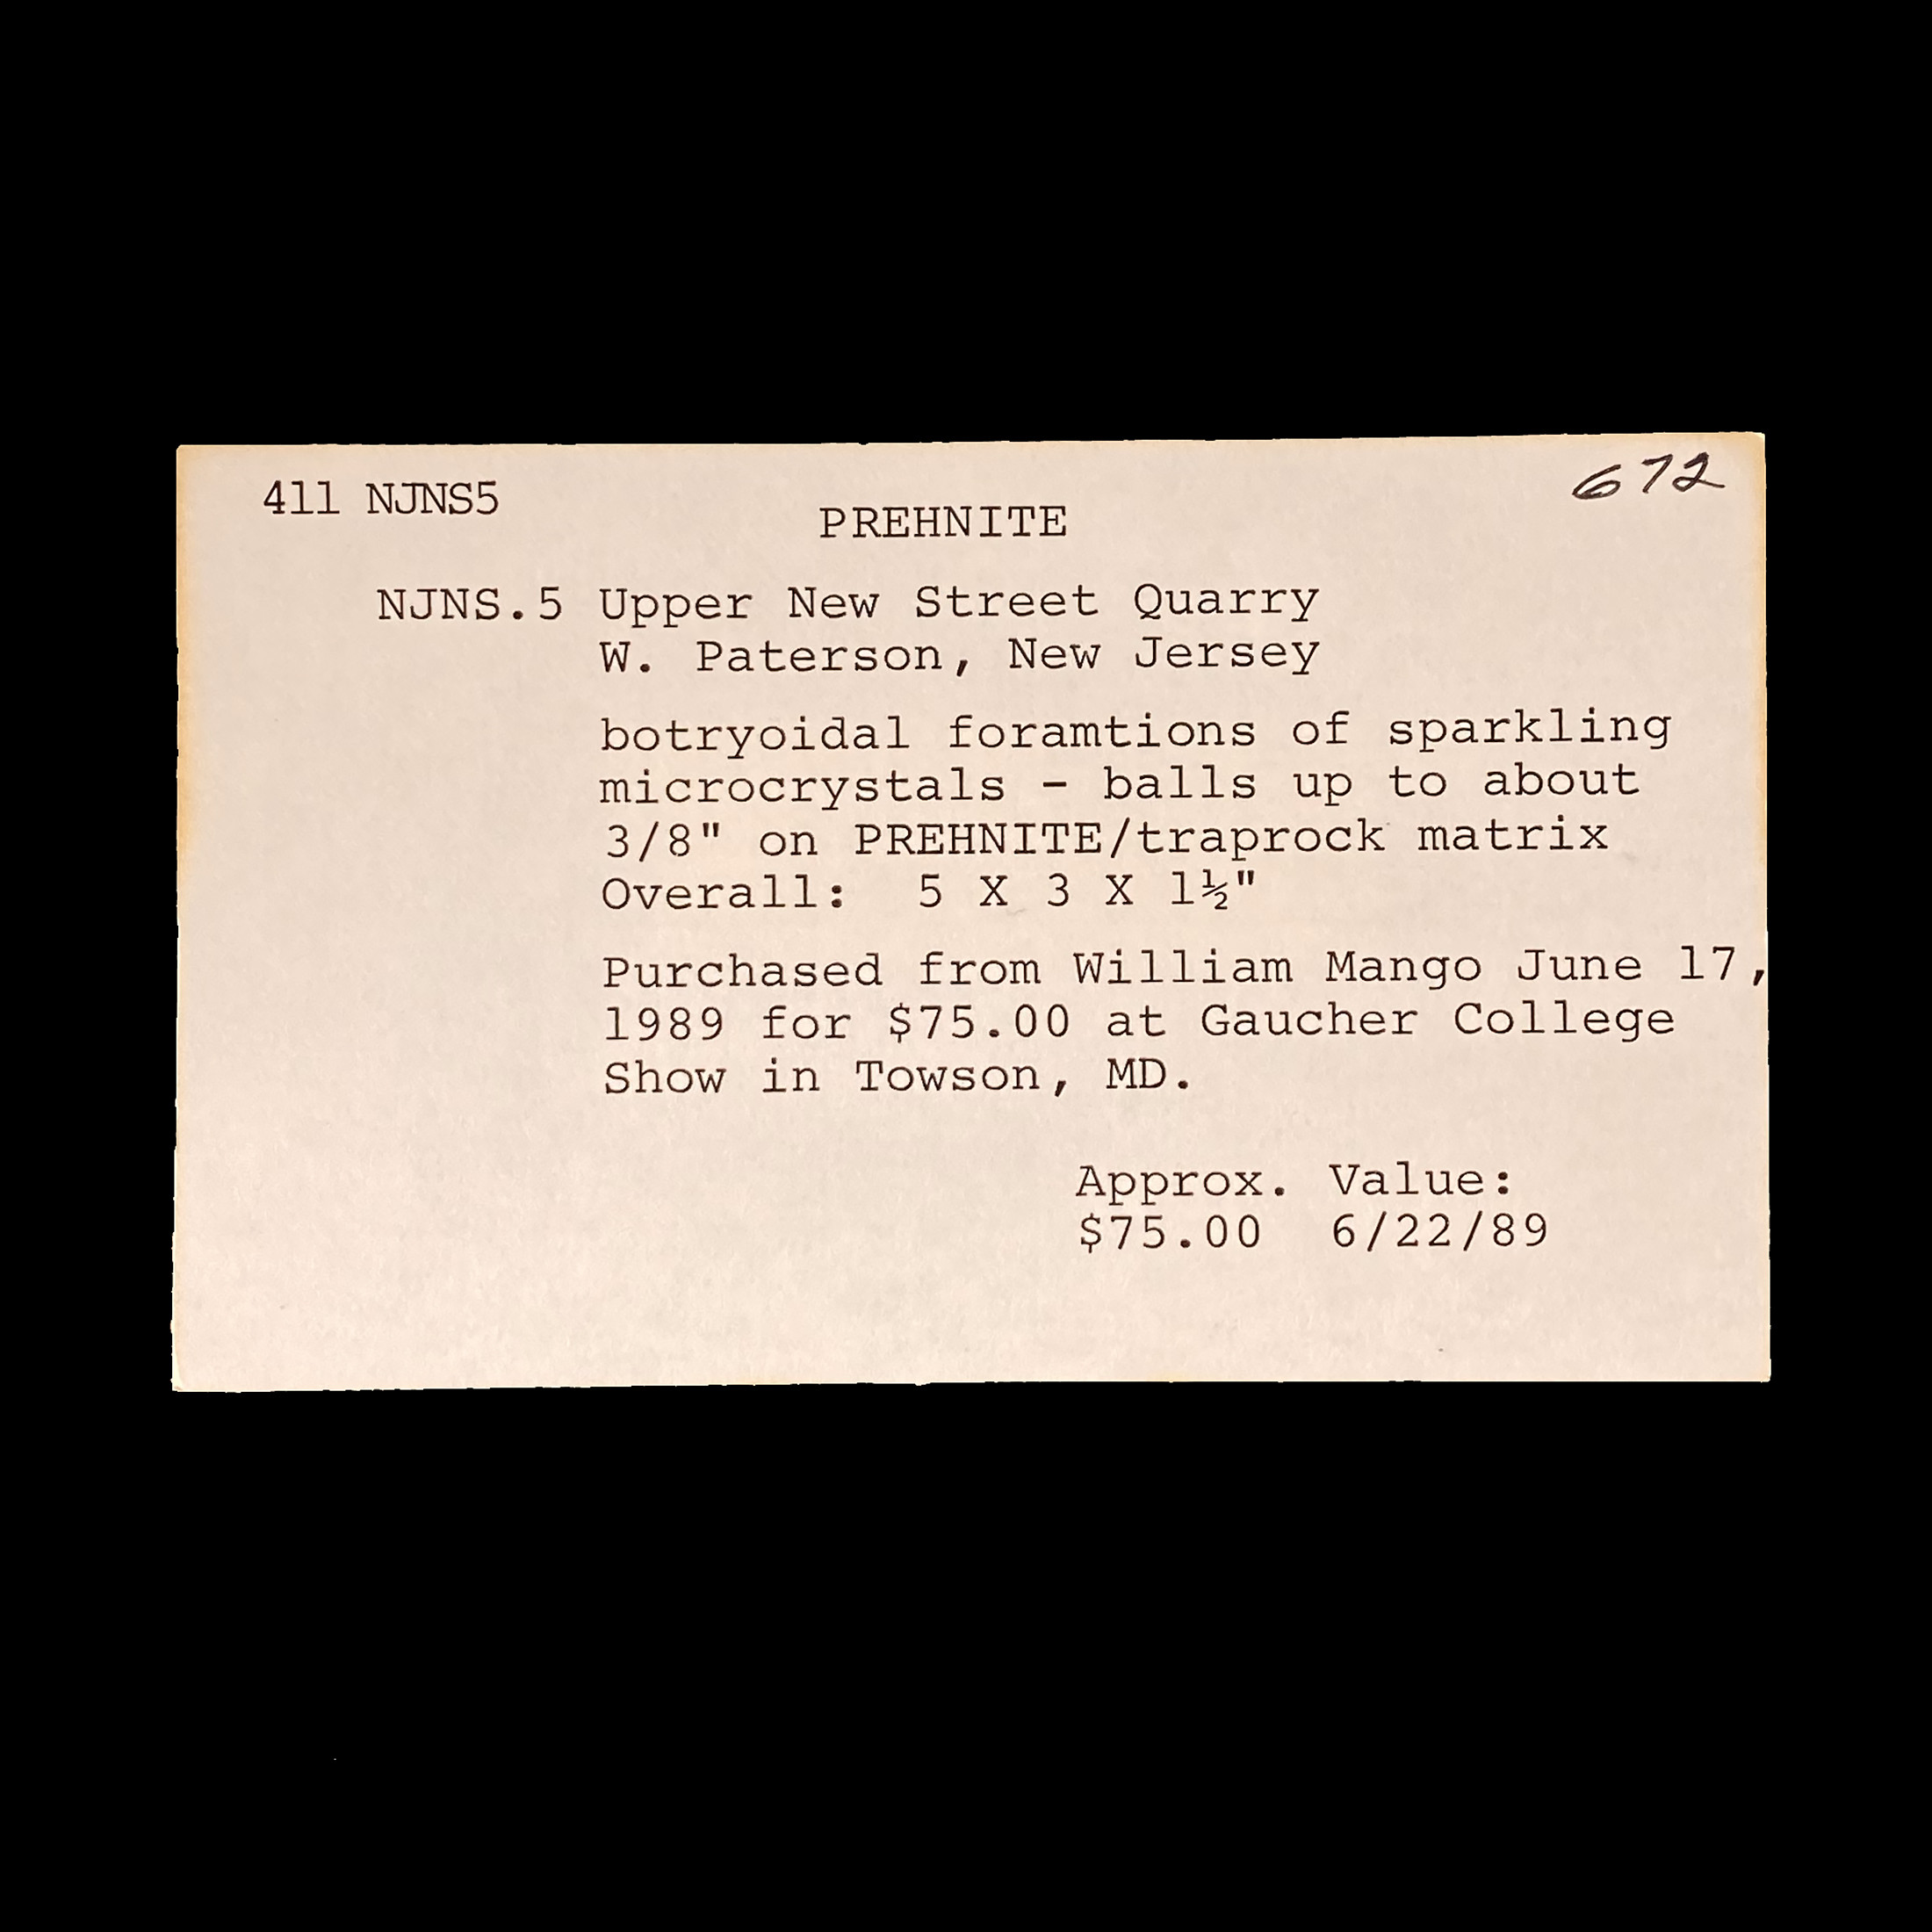 411 NJNS5
672
PREHNITE
NJNS.5 Upper New Street Quarry
W. Paterson, New Jersey
botryoidal foramtions of sparkling
microcrystals - balls up to about
3/8" on PREHNITE/traprock matrix
Overall: 5 X 3 X 1½"
Purchased from William Mango June 17,
1989 for $75.00 at Gaucher College
Show in Towson, MD.
Approx. Value:
$75.00 6/22/89